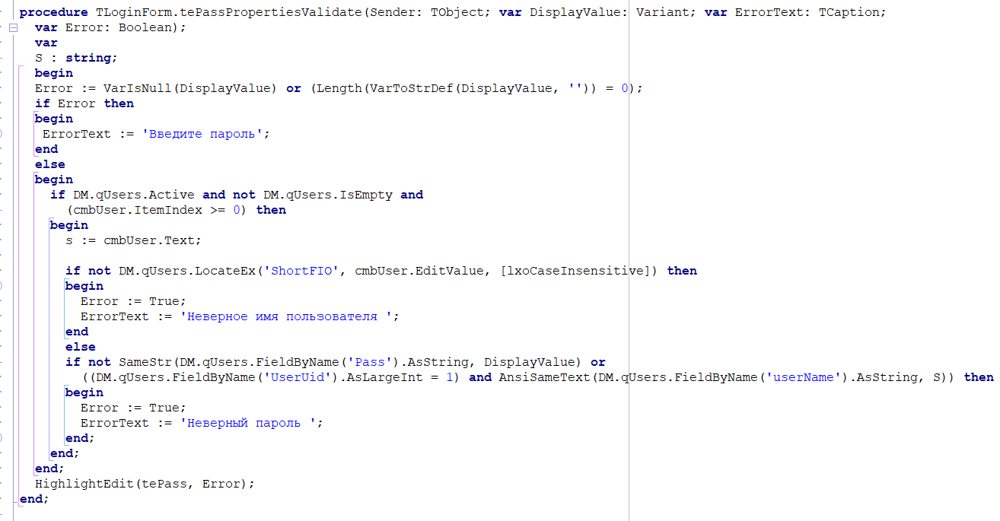 procedure TLoginForm.tePassPropertiesValidate(Sender: TObject; var DisplayValue: Variant; var ErrorText: TCaption;
  var Error: Boolean);
  var
  S : string;
  begin
  Error := VarIsNull(DisplayValue) or (Length(VarToStrDef(DisplayValue, '')) = 0);
  if Error then
  begin
   ErrorText := 'Введите пароль';
  end
  else
  begin
    if DM.qUsers.Active and not DM.qUsers.IsEmpty and
      (cmbUser.ItemIndex >= 0) then
    begin
      s := cmbUser.Text;
      if not DM.qUsers.LocateEx('ShortFIO', cmbUser.EditValue, [lxoCaseInsensitive]) then
      begin
        Error := True;
        ErrorText := 'Неверное имя пользователя ';
      end
      else
      if not SameStr(DM.qUsers.FieldByName('Pass').AsString, DisplayValue) or
        ((DM.qUsers.FieldByName('UserUid').AsLargeInt = 1) and AnsiSameText(DM.qUsers.FieldByName('userName').AsString, S)) then
      begin
        Error := True;
        ErrorText := 'Неверный пароль ';
      end;
    end;
  end;
  HighlightEdit(tePass, Error);
end;